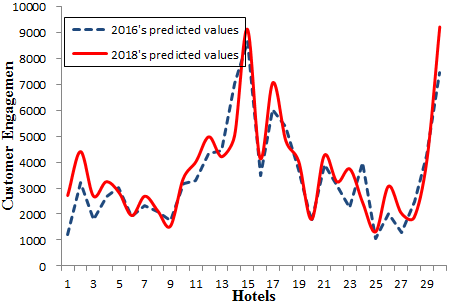 10000
9000
8000
7000
6000
5000
4000
3000
2000
1000
0
2016's predicted values
2018's predicted values
Customer Engagemen
1 3 5 7 9 11 13 15 17 19 21 23 25 27 29
Hotels